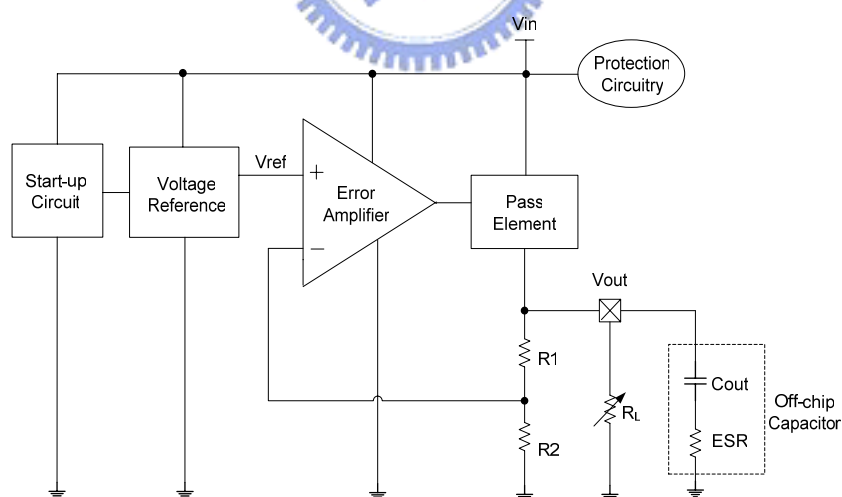 Vin
Protection
Circuitry
Start-up
Circuit
Voltage
Reference
Vref
+
Error
Amplifier
−
Pass
Element
Vout
R1
R2
RL
Cout
ESR
Off-chip
Capacitor